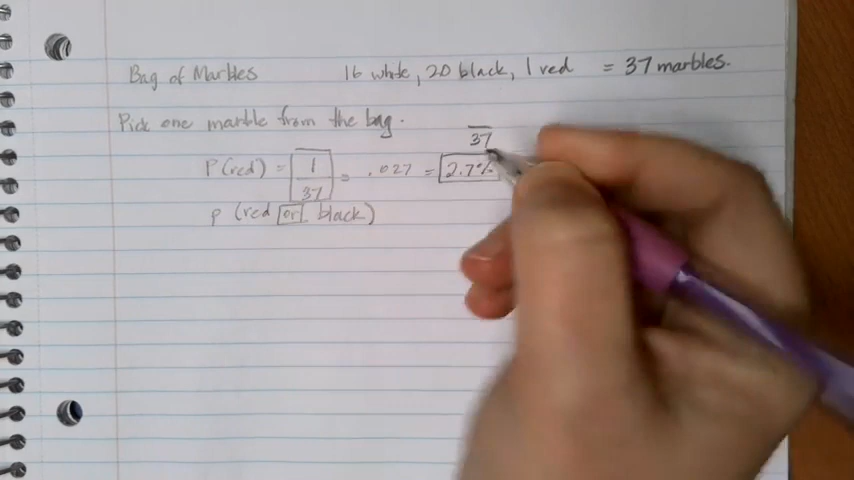 Bag of Marbles 16 white, 20 black, 1 red = 37 marbles.
Pick one marble from the bag.
37
P(red) = 1/37 = .027 = 2.7%
p (red or black)